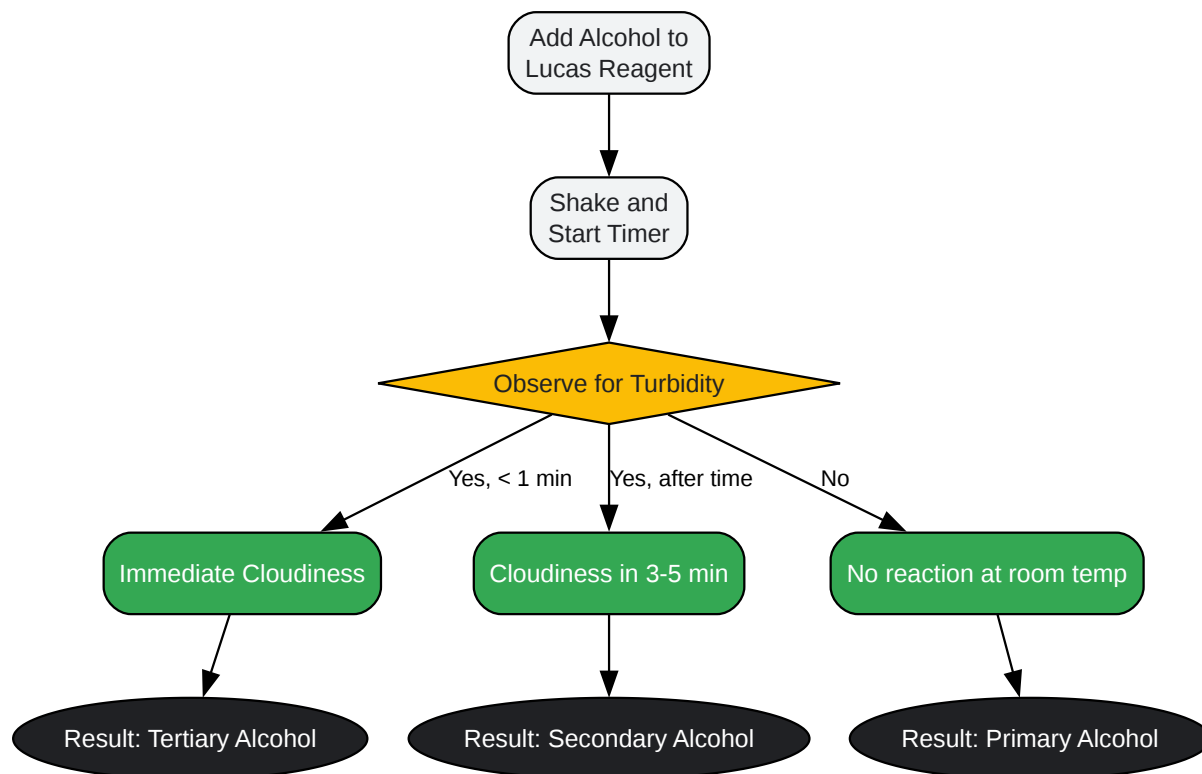 Add Alcohol to
Lucas Reagent
Shake and
Start Timer
Observe for Turbidity
Yes, < 1 min
Yes, after time
No
Immediate Cloudiness
Cloudiness in 3-5 min
No reaction at room temp
Result: Tertiary Alcohol
Result: Secondary Alcohol
Result: Primary Alcohol